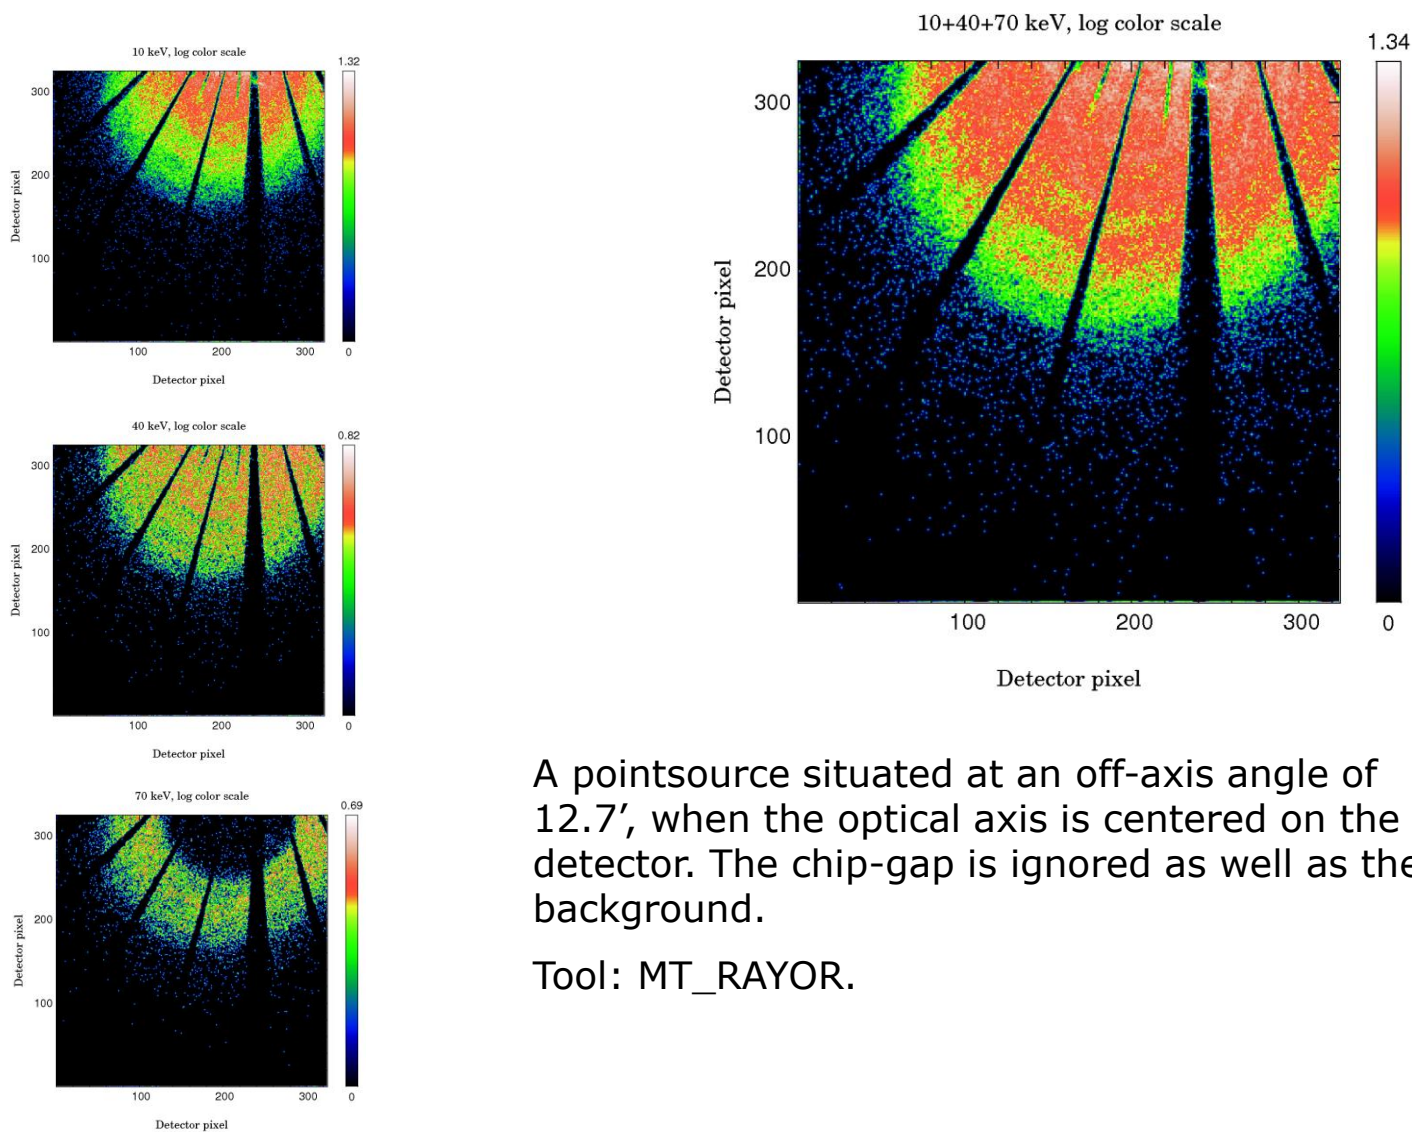 10 keV, log color scale
1.32
300
200
100
Detector pixel
100 200 300 0
Detector pixel
40 keV, log color scale
0.82
300
200
100
Detector pixel
100 200 300 0
Detector pixel
70 keV, log color scale
0.69
300
200
100
Detector pixel
100 200 300 0
Detector pixel
10+40+70 keV, log color scale
1.34
300
200
100
Detector pixel
100 200 300 0
Detector pixel
A pointsource situated at an off-axis angle of
12.7’, when the optical axis is centered on the
detector. The chip-gap is ignored as well as the
background.
Tool: MT_RAYOR.